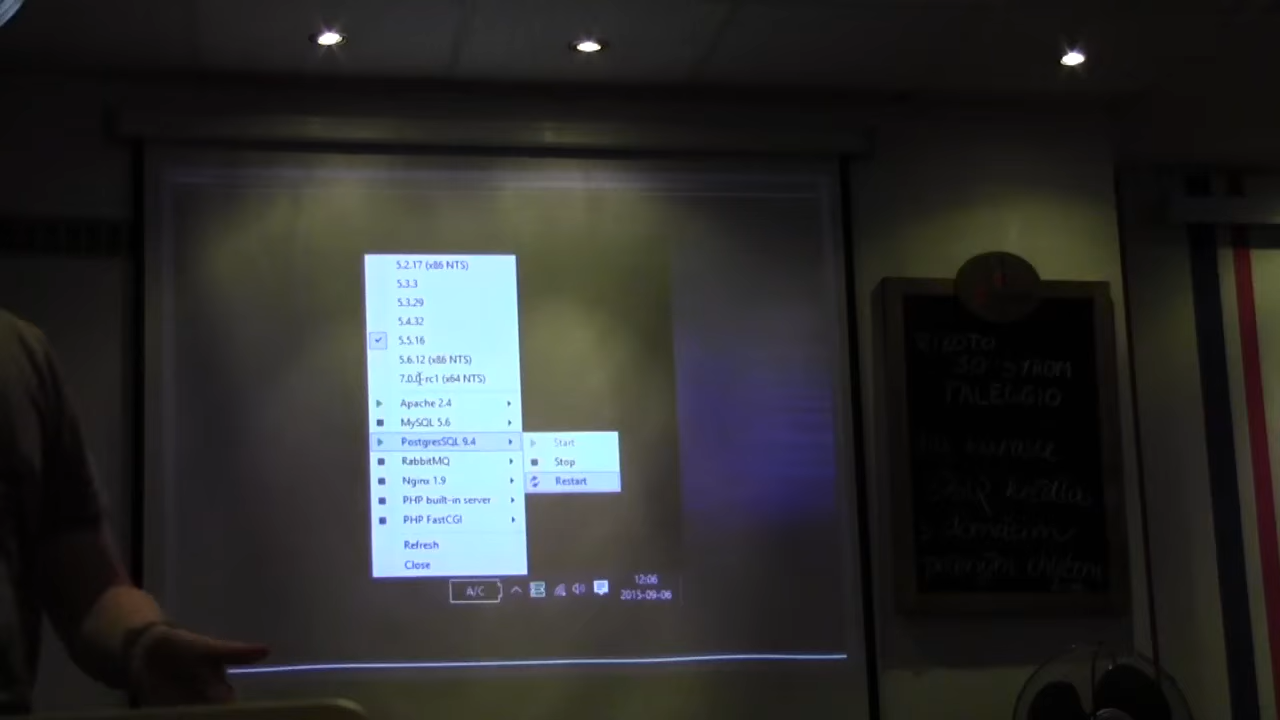 5.2.17 (x86 NTS)
5.3.3
5.3.29
5.4.32
5.5.16
5.6.12 (x86 NTS)
7.0.0-rc1 (x64 NTS)
Apache 2.4
MySQL 5.6
PostgresSQL 9.4
RabbitMQ
Nginx 1.9
PHP built-in server
PHP FastCGI
Refresh
Close
Start
Stop
Restart
A/C
12:06
2015-09-06
PALEGGIO